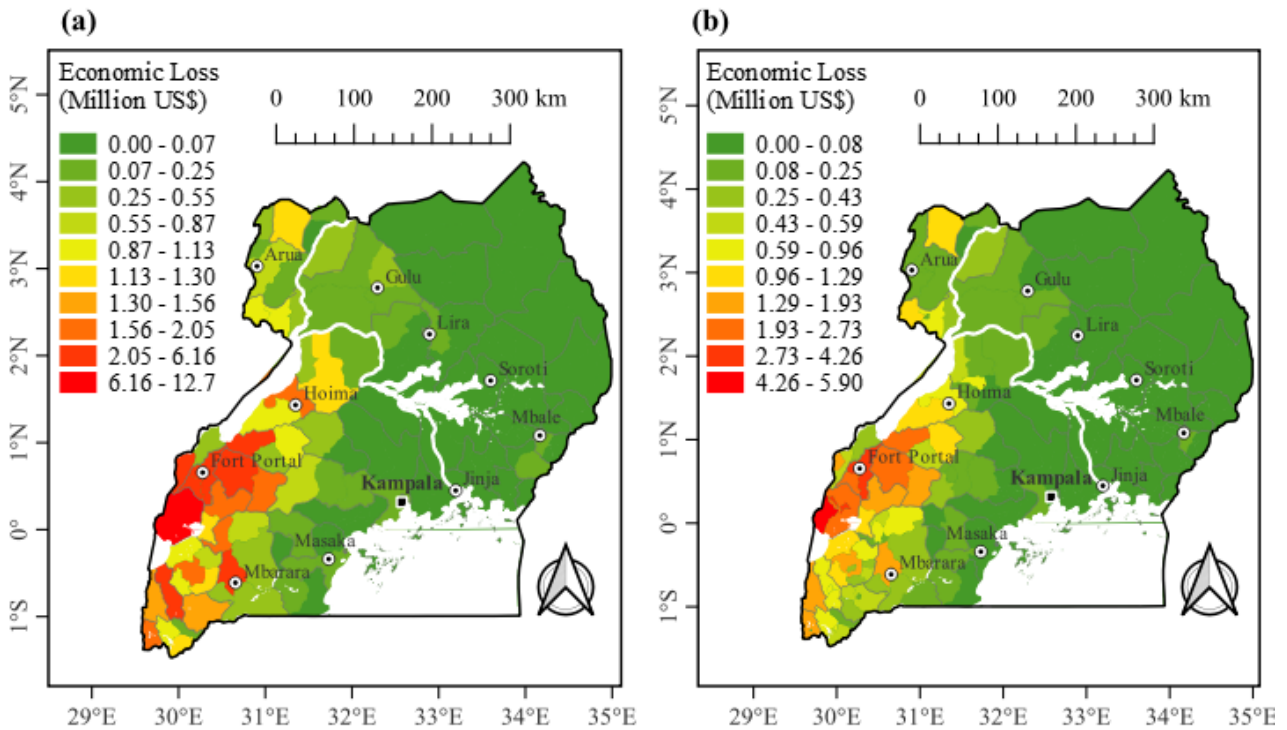 (a)
Economic Loss
(Million US$)
0.00 - 0.07
0.07 - 0.25
0.25 - 0.55
0.55 - 0.87
0.87 - 1.13
1.13 - 1.30
1.30 - 1.56
1.56 - 2.05
2.05 - 6.16
6.16 - 12.7
0 100 200 300 km
Arua
Gulu
Lira
Soroti
Hoima
Mbale
Fort Portal
Kampala
Jinja
Masaka
Mbarara
5°N
4°N
3°N
2°N
1°N
0°
1°S
29°E 30°E 31°E 32°E 33°E 34°E 35°E
(b)
Economic Loss
(Million US$)
0.00 - 0.08
0.08 - 0.25
0.25 - 0.43
0.43 - 0.59
0.59 - 0.96
0.96 - 1.29
1.29 - 1.93
1.93 - 2.73
2.73 - 4.26
4.26 - 5.90
0 100 200 300 km
Arua
Gulu
Lira
Soroti
Hoima
Mbale
Fort Portal
Kampala
Jinja
Masaka
Mbarara
5°N
4°N
3°N
2°N
1°N
0°
1°S
29°E 30°E 31°E 32°E 33°E 34°E 35°E